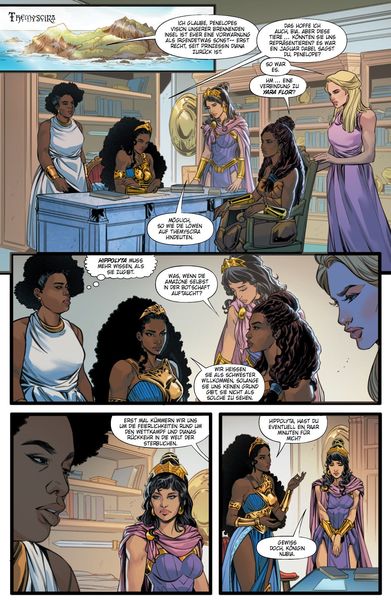 THEMYSCIRA
ICH GLAUBE, PENELOPES
VISION UNSERER BRENNENDEN
INSEL IST EHER EINE VORWARNUNG
ALS IRGENDETWAS SONST-- ERST
RECHT, SEIT PRINZESSIN DIANA
ZURÜCK IST.
DAS HOFFE ICH
AUCH, BIA. ABER DIESE
TIERE ... KÖNNTEN SIE UNS
REPRÄSENTIEREN? ES WAR
EIN JAGUAR DABEI, SAGST
DU, PENELOPE?
SO WAR
ES.
HM ... EINE
VERBINDUNG ZU
YARA FLOR?
MÖGLICH,
SO WIE DIE LÖWEN
AUF THEMYSCIRA
HINDEUTEN.
HIPPOLYTA MUSS
MEHR WISSEN, ALS
SIE ZUGIBT.
WAS, WENN DIE
AMAZONE SELBST
IN DER BOTSCHAFT
AUFTAUCHT?
WIR HEISSEN
SIE ALS SCHWESTER
WILLKOMMEN, SOLANGE
SIE UNS KEINEN GRUND
GIBT, SIE NICHT ALS
SOLCHE ZU SEHEN.
ERST MAL KÜMMERN WIR UNS
UM DIE FEIERLICHKEITEN RUND UM
DEN WETTKAMPF UND DIANAS
RÜCKKEHR IN DIE WELT DER
STERBLICHEN.
HIPPOLYTA, HAST DU
EVENTUELL EIN PAAR
MINUTEN FÜR
MICH?
GEWISS
DOCH, KÖNIGIN
NUBIA.